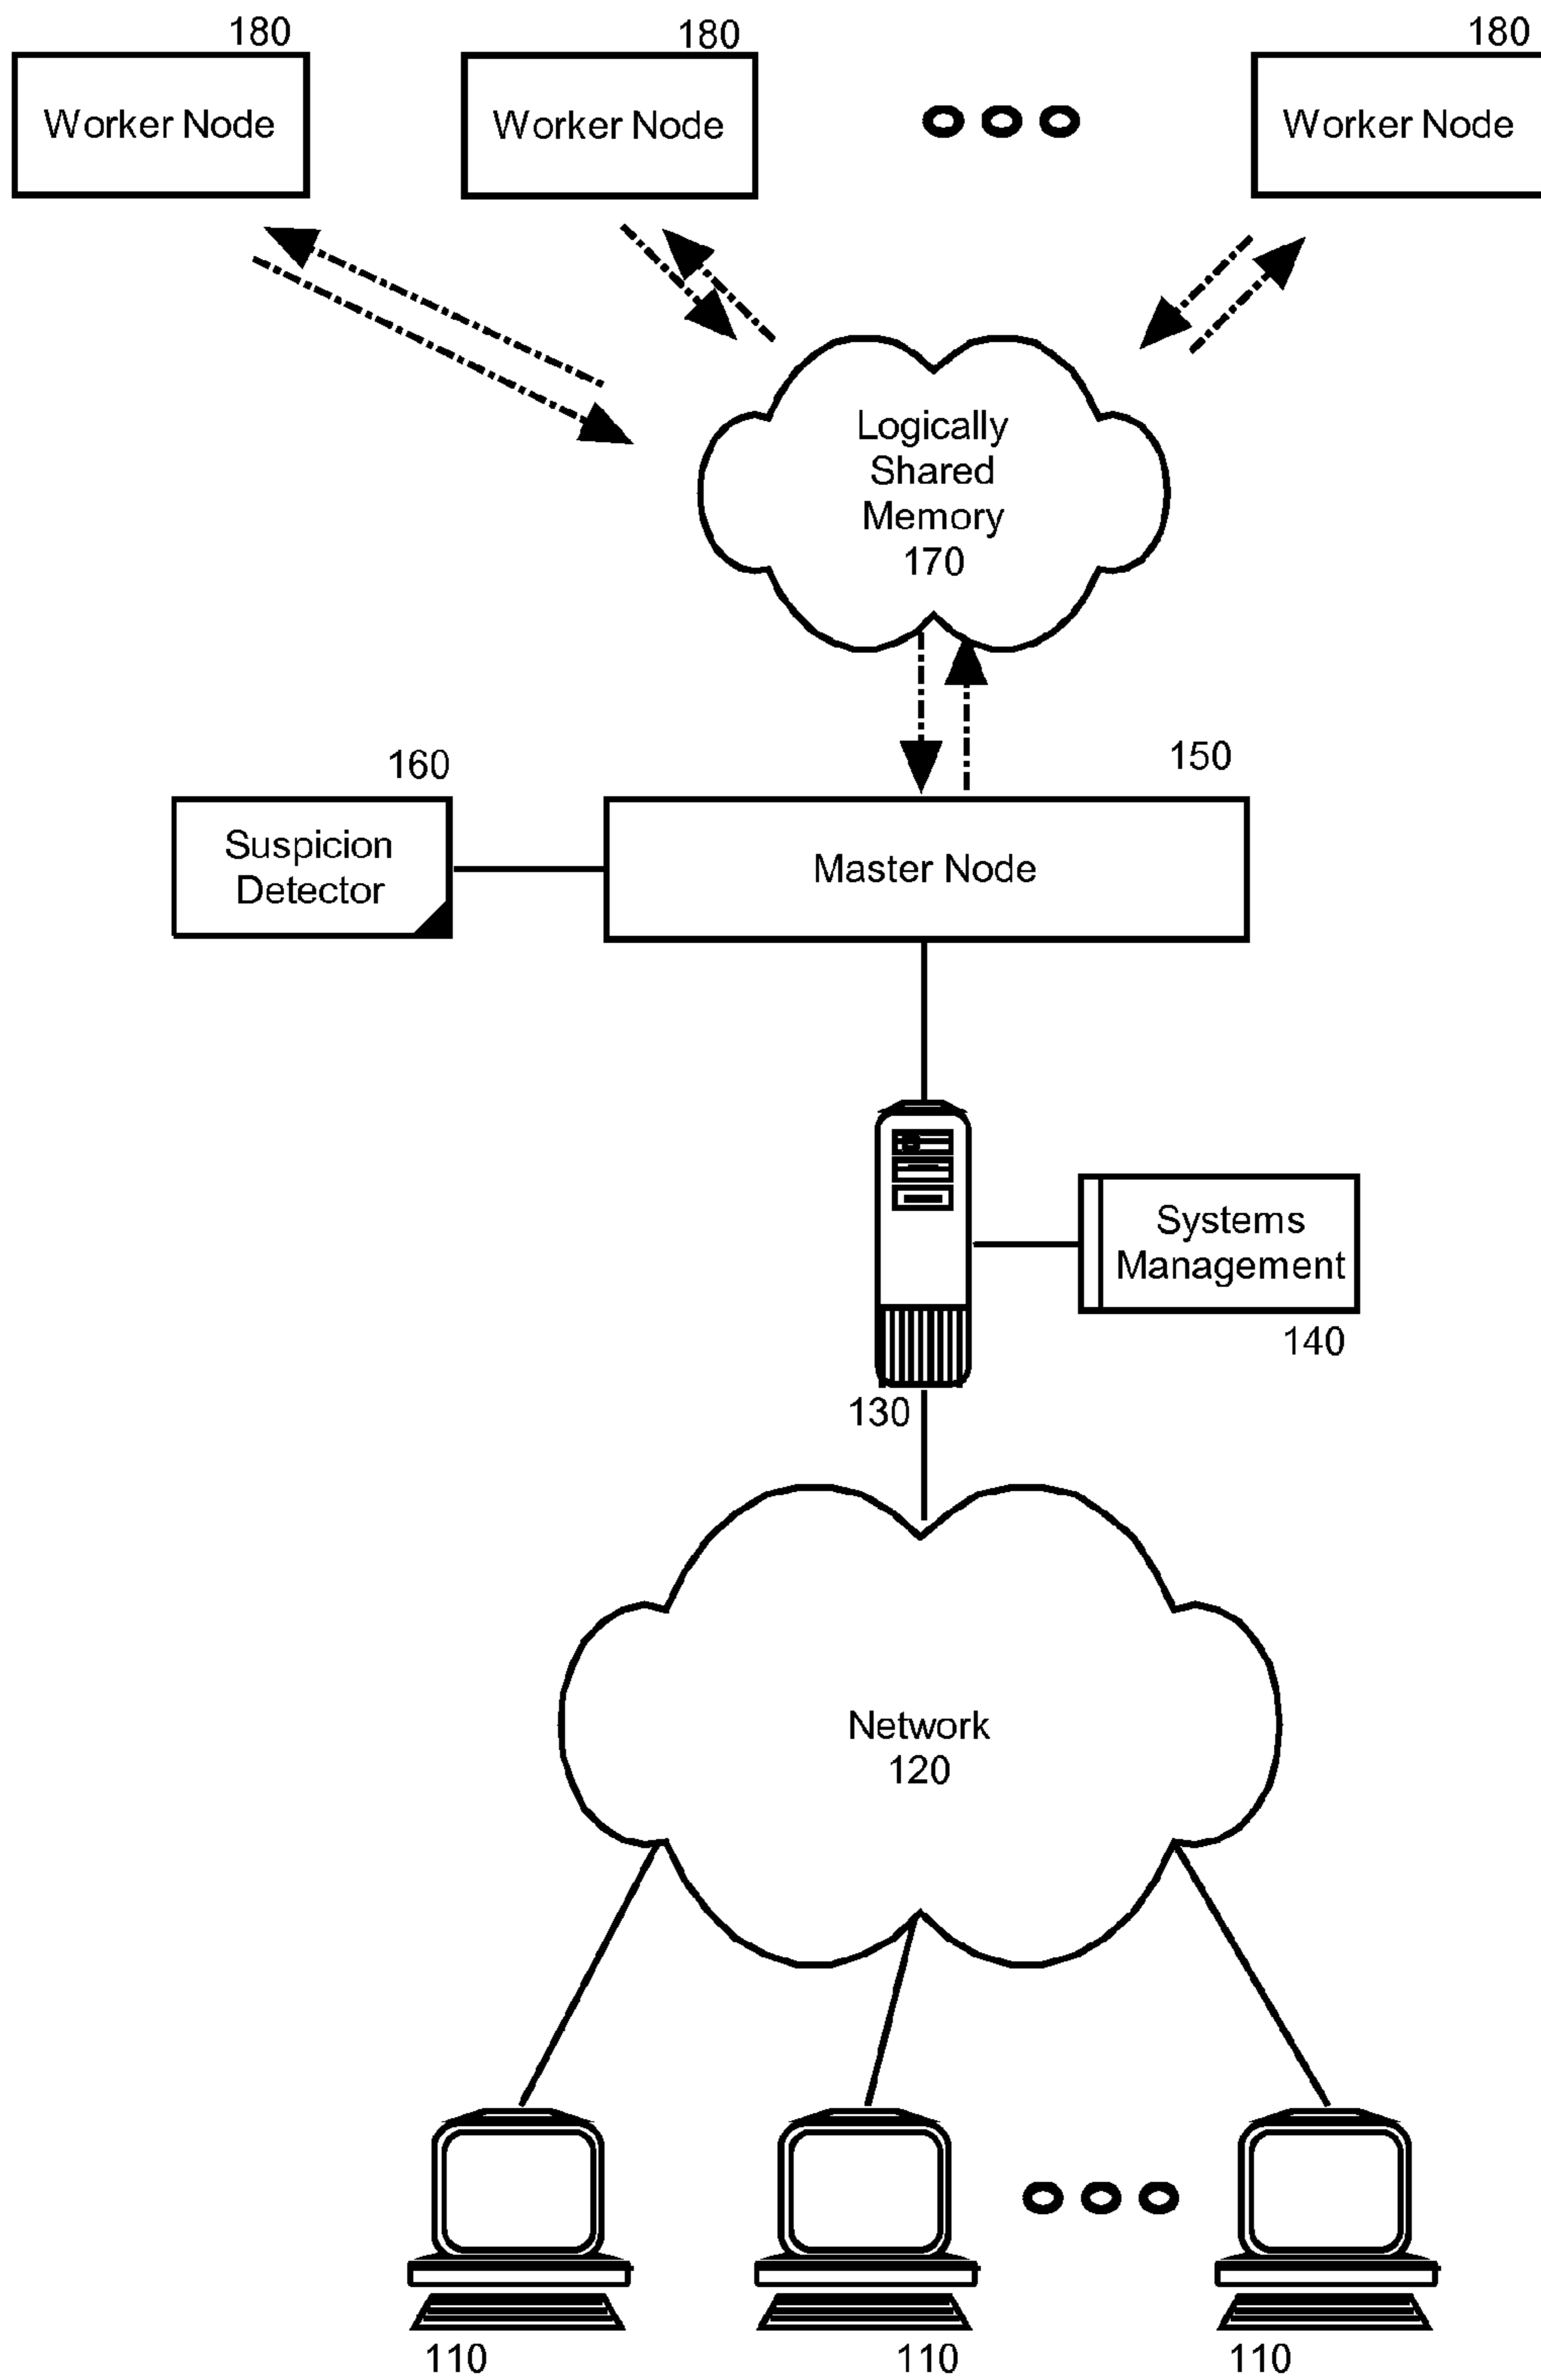 180
180
180
Worker Node
Worker Node
Worker Node
Logically
Shared
Memory
170
160
150
Suspicion
Detector
Master Node
Systems
Management
140
130
Network
120
110
110
110